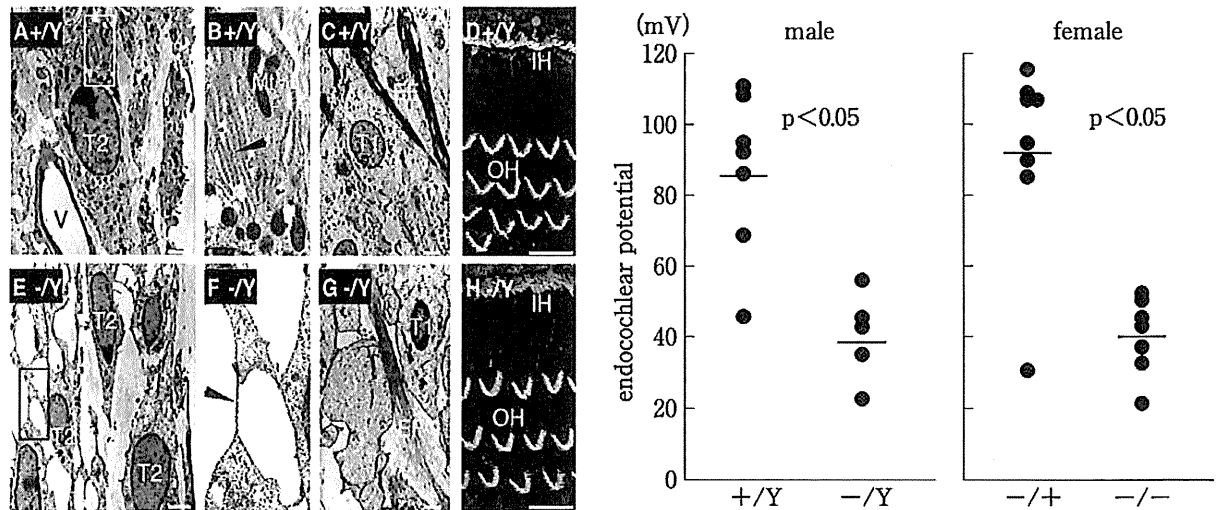 A+/Y
T2
V
B+/Y
C+/Y
T1
D+/Y
IH
OH
E -/Y
T2
T2
T2
F -/Y
G -/Y
T1
H -/Y
IH
OH
(mV) male female
endocochlear potential
120
100
80
60
40
20
0
p<0.05
p<0.05
+/Y −/Y −/+ −/−